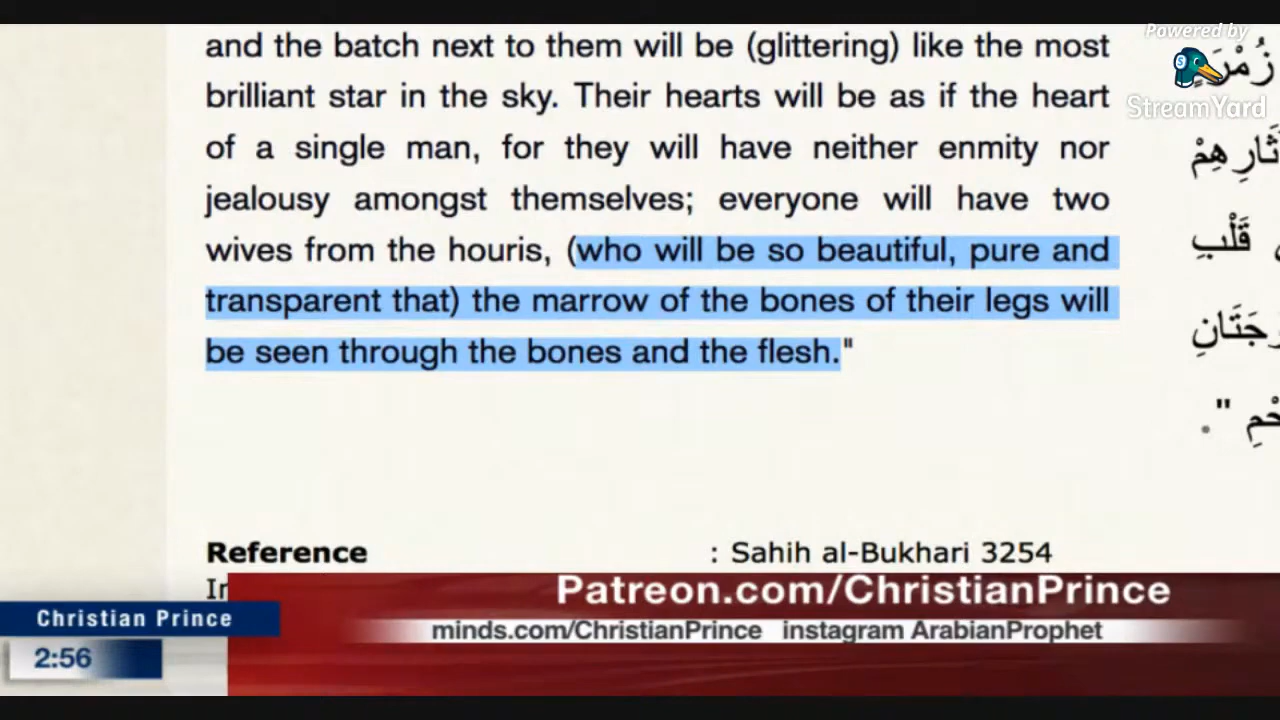 Powered by
StreamYard
and the batch next to them will be (glittering) like the most
brilliant star in the sky. Their hearts will be as if the heart
of a single man, for they will have neither enmity nor
jealousy amongst themselves; everyone will have two
wives from the houris, (who will be so beautiful, pure and
transparent that) the marrow of the bones of their legs will
be seen through the bones and the flesh."
قَلْبِ
Reference : Sahih al-Bukhari 3254
Patreon.com/ChristianPrince
minds.com/ChristianPrince instagram ArabianProphet
Christian Prince
2:56